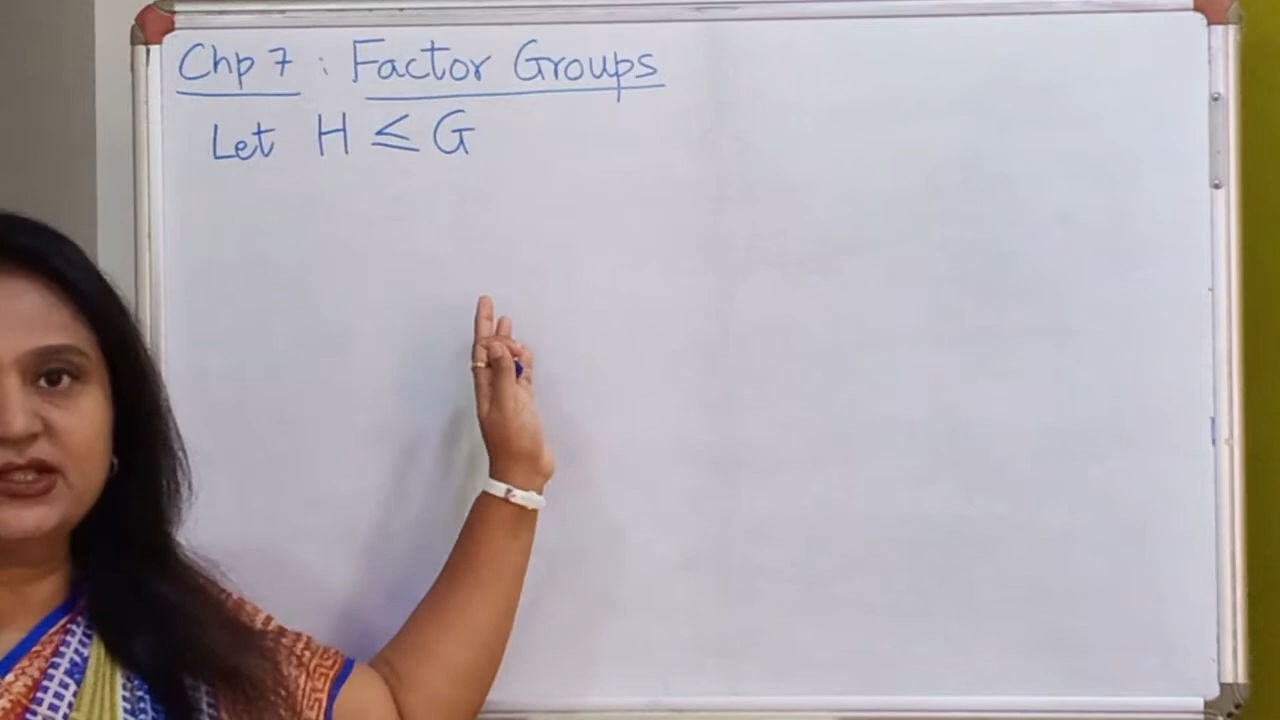 Chp 7 : Factor Groups
Let H ≤ G